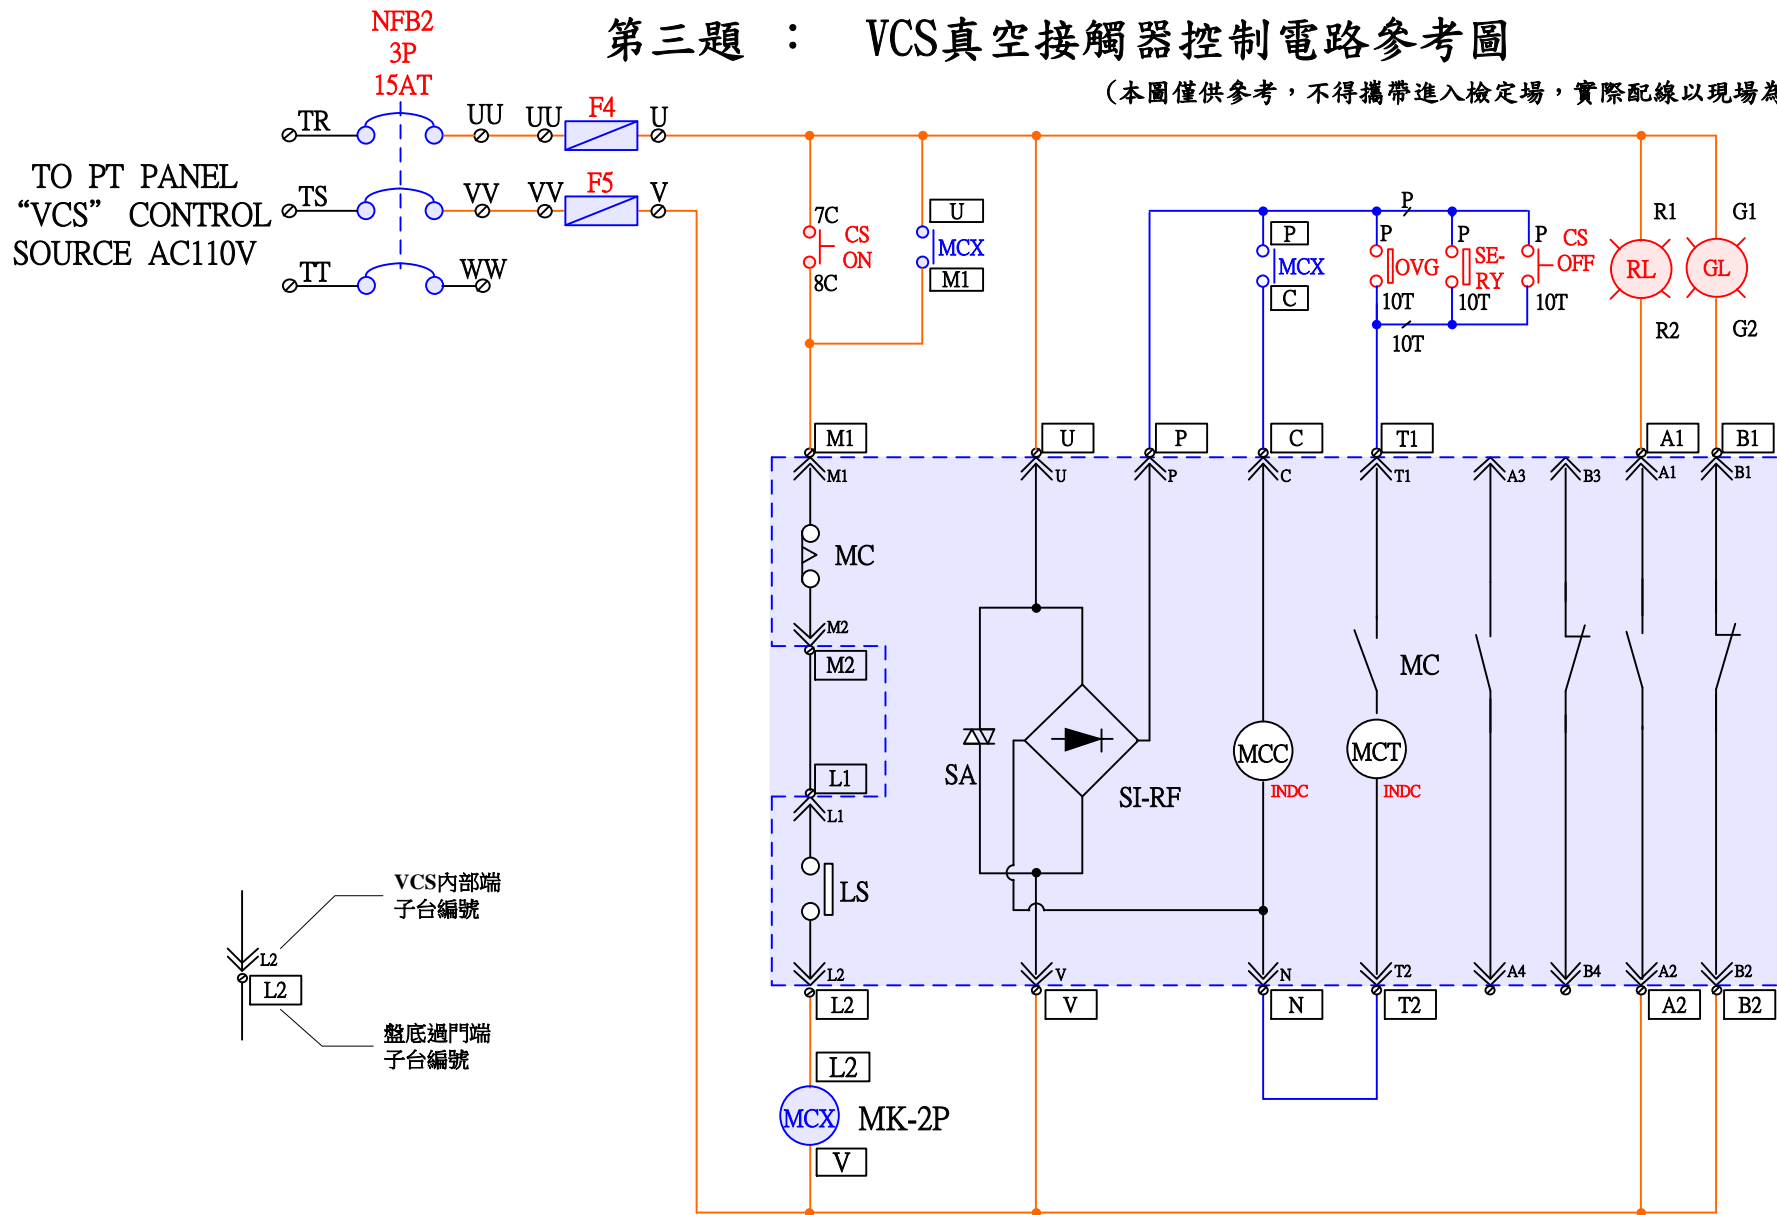 第三題 ： VCS真空接觸器控制電路參考圖
(本圖僅供參考，不得攜帶進入檢定場，實際配線以現場為
NFB2
3P
15AT
TR
UU
UU
F4
U
TO PT PANEL
“VCS” CONTROL
SOURCE AC110V
TS
VV
VV
F5
V
TT
WW
7C
CS
ON
8C
U
MCX
M1
P
P
MCX
C
P
OVG
10T
P
SE-
RY
10T
P
CS
OFF
10T
10T
R1
RL
R2
G1
GL
G2
M1
U
P
C
T1
A1
B1
M1
U
P
C
T1
A3
B3
A1
B1
MC
M2
M2
MC
L1
L1
SA
SI-RF
MCC
INDC
MCT
INDC
LS
L2
V
N
T2
A4
B4
A2
B2
L2
V
N
T2
A2
B2
L2
MCX
MK-2P
V
VCS內部端
子台編號
L2
L2
盤底過門端
子台編號